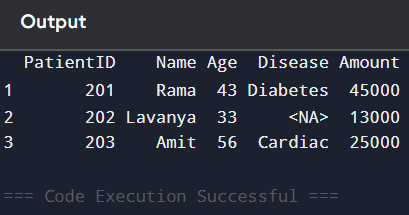 Output
PatientID Name Age Disease Amount
1 201 Rama 43 Diabetes 45000
2 202 Lavanya 33 <NA> 13000
3 203 Amit 56 Cardiac 25000
=== Code Execution Successful ===